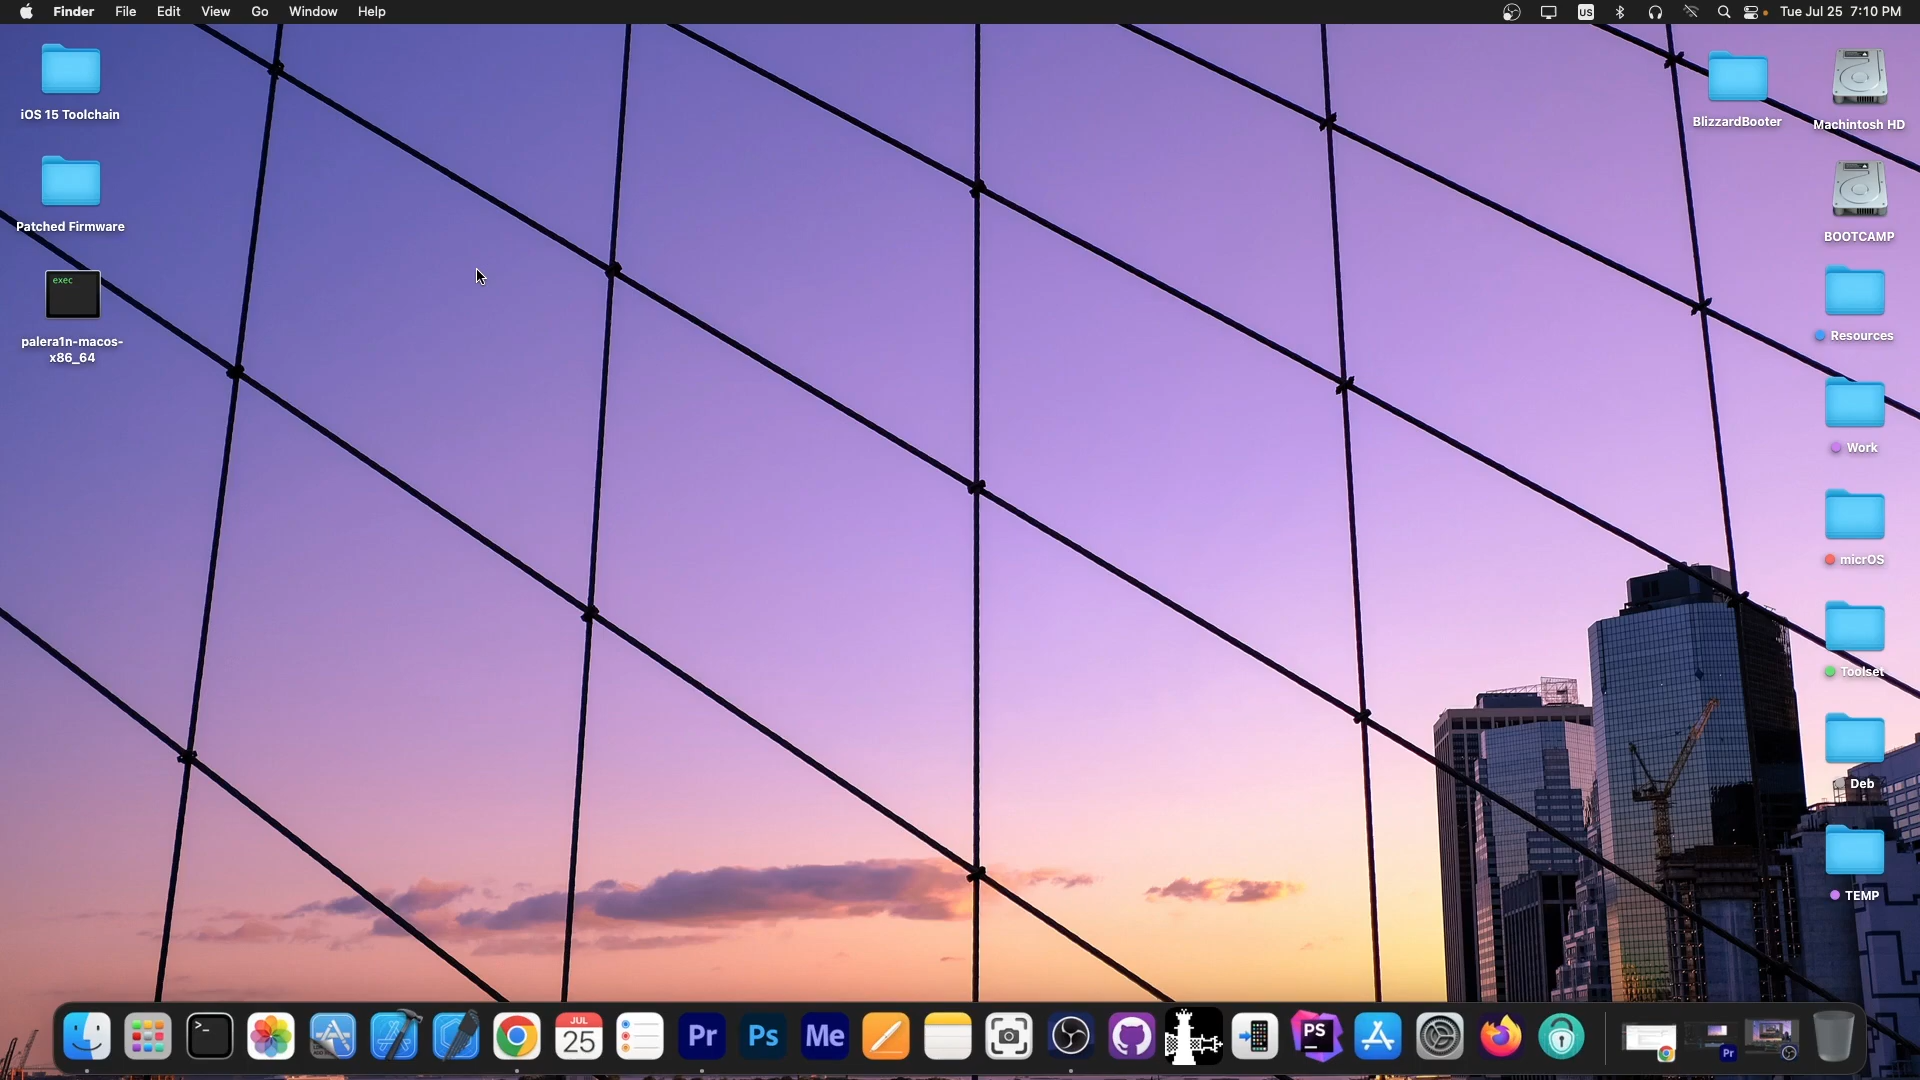 Finder File Edit View Go Window Help
US Tue Jul 25 7:10 PM
iOS 15 Toolchain
Patched Firmware
exec
palera1n-macos-
x86_64
BlizzardBooter
Machintosh HD
BOOTCAMP
Resources
Work
micrOS
Toolset
Deb
TEMP
>_
JUL
25
Pr
Ps
Me
PS
Pr